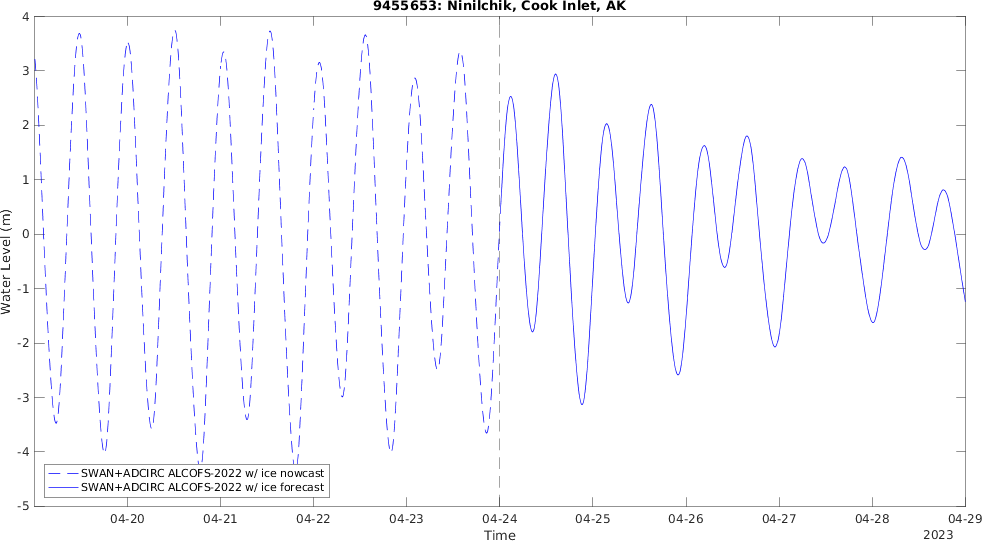 9455653: Ninilchik, Cook Inlet, AK
4
3
2
1
0
-1
-2
-3
-4
-5
Water Level (m)
SWAN+ADCIRC ALCOFS-2022 w/ ice nowcast
SWAN+ADCIRC ALCOFS-2022 w/ ice forecast
04-20 04-21 04-22 04-23 04-24 04-25 04-26 04-27 04-28 04-29
Time
2023